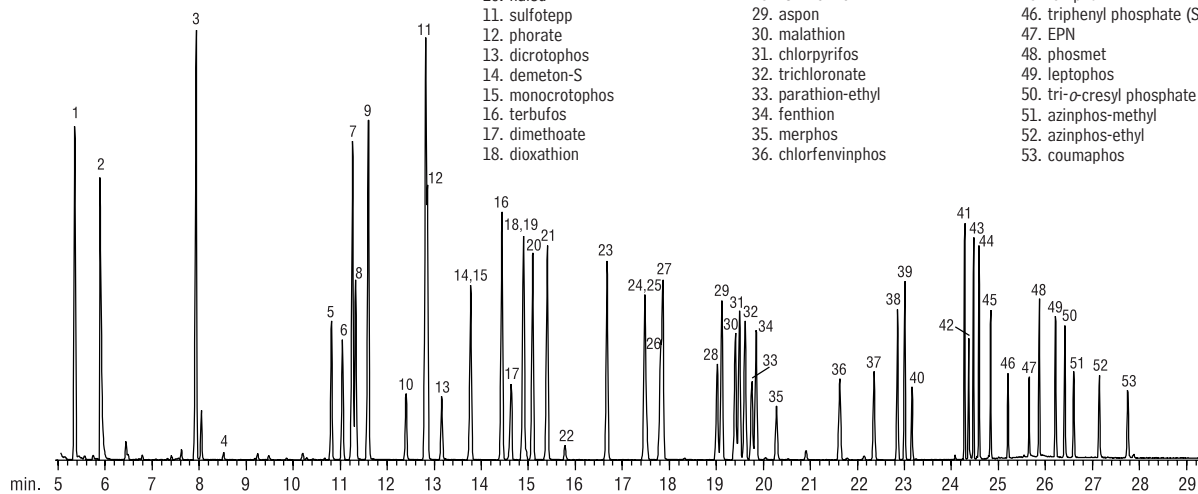 11. sulfotepp
12. phorate
13. dicrotophos
14. demeton-S
15. monocrotophos
16. terbufos
17. dimethoate
18. dioxathion
29. aspon
30. malathion
31. chlorpyrifos
32. trichloronate
33. parathion-ethyl
34. fenthion
35. merphos
36. chlorfenvinphos
46. triphenyl phosphate (S
47. EPN
48. phosmet
49. leptophos
50. tri-o-cresyl phosphate
51. azinphos-methyl
52. azinphos-ethyl
53. coumaphos
1
2
3
4
5
6
7
8
9
10
11
12
13
14,15
16
17
18,19
20
21
22
23
24,25
26
27
28
29
30
31
32
33
34
35
36
37
38
39
40
41
42
43
44
45
46
47
48
49
50
51
52
53
min. 5 6 7 8 9 10 11 12 13 14 15 16 17 18 19 20 21 22 23 24 25 26 27 28 29